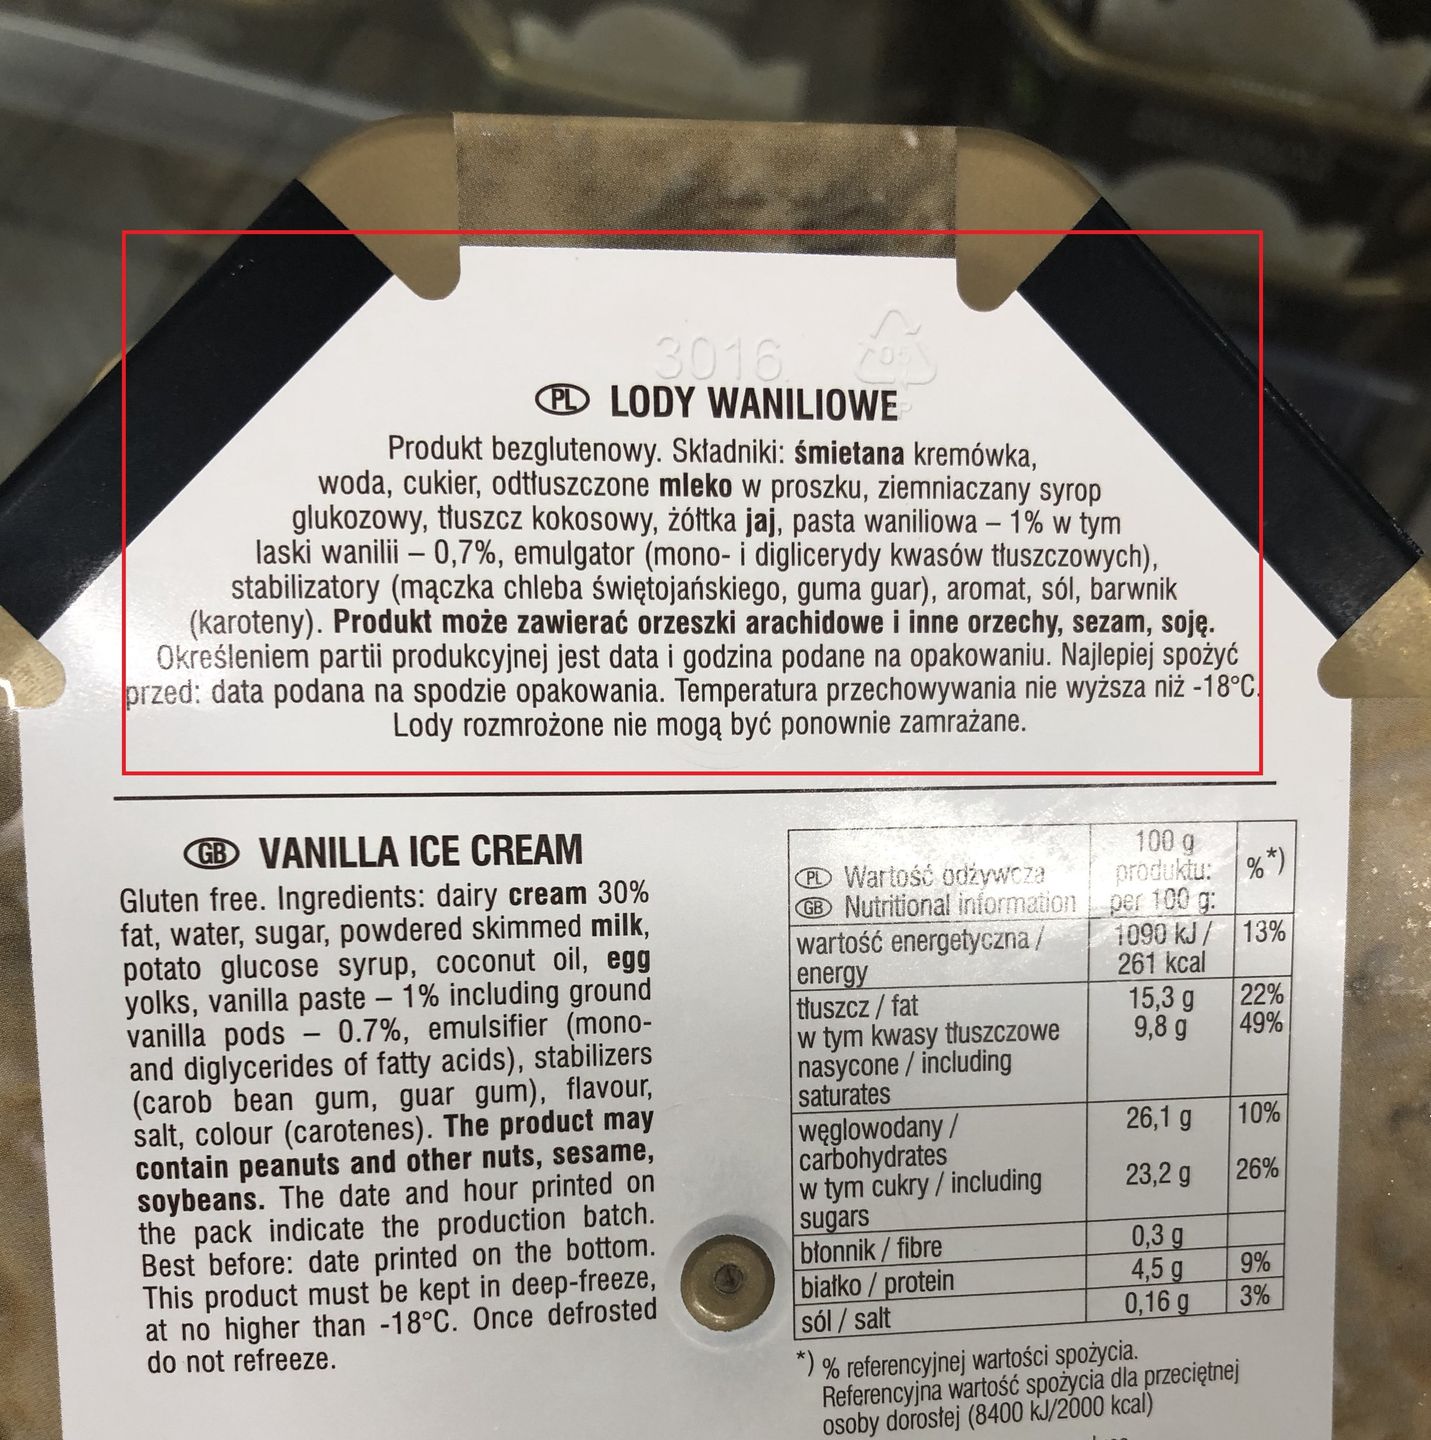 3016
05
PP
PL LODY WANILIOWE
Produkt bezglutenowy. Składniki: śmietana kremówka,
woda, cukier, odtłuszczone mleko w proszku, ziemniaczany syrop
glukozowy, tłuszcz kokosowy, żółtka jaj, pasta waniliowa – 1% w tym
laski wanilii – 0,7%, emulgator (mono- i diglicerydy kwasów tłuszczowych),
stabilizatory (mączka chleba świętojańskiego, guma guar), aromat, sól, barwnik
(karoteny). Produkt może zawierać orzeszki arachidowe i inne orzechy, sezam, soję.
Określeniem partii produkcyjnej jest data i godzina podane na opakowaniu. Najlepiej spożyć
przed: data podana na spodzie opakowania. Temperatura przechowywania nie wyższa niż -18°C.
Lody rozmrożone nie mogą być ponownie zamrażane.
GB VANILLA ICE CREAM
Gluten free. Ingredients: dairy cream 30%
fat, water, sugar, powdered skimmed milk,
potato glucose syrup, coconut oil, egg
yolks, vanilla paste – 1% including ground
vanilla pods – 0.7%, emulsifier (mono-
and diglycerides of fatty acids), stabilizers
(carob bean gum, guar gum), flavour,
salt, colour (carotenes). The product may
contain peanuts and other nuts, sesame,
soybeans. The date and hour printed on
the pack indicate the production batch.
Best before: date printed on the bottom.
This product must be kept in deep-freeze,
at no higher than -18°C. Once defrosted
do not refreeze.
PL Wartość odżywcza
GB Nutritional information
100 g
produktu:
per 100 g:
%*)
wartość energetyczna /
energy
1090 kJ /
261 kcal
13%
tłuszcz / fat 15,3 g 22%
w tym kwasy tłuszczowe 9,8 g 49%
nasycone / including
saturates
węglowodany / 26,1 g 10%
carbohydrates
w tym cukry / including 23,2 g 26%
sugars
błonnik / fibre 0,3 g
białko / protein 4,5 g 9%
sól / salt 0,16 g 3%
*) % referencyjnej wartości spożycia.
Referencyjna wartość spożycia dla przeciętnej
osoby dorosłej (8400 kJ/2000 kcal)